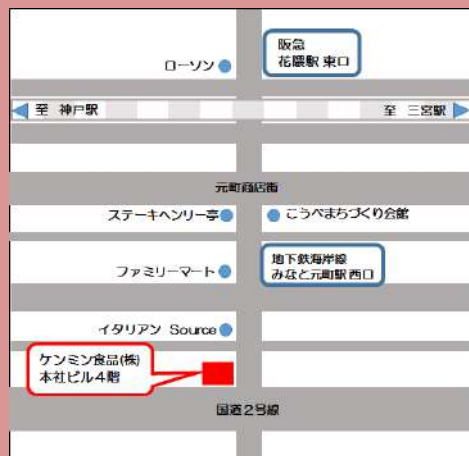 阪急
花隈駅 東口
ローソン
至 神戸駅
至 三宮駅
元町商店街
ステーキヘンリー亭
こうべまちづくり会館
ファミリーマート
地下鉄海岸線
みなと元町駅 西口
イタリアン Source
ケンミン食品(株)
本社ビル4階
国道2号線